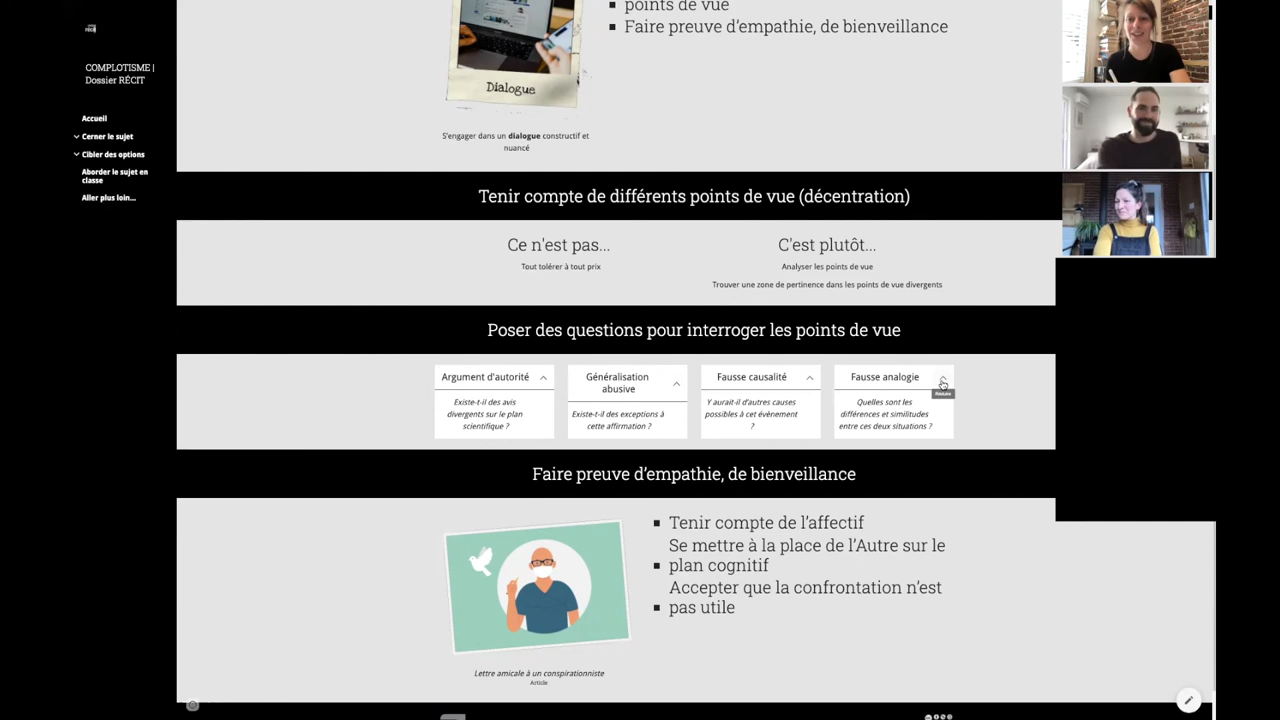 COMPLOTISME |
Dossier RÉCIT
Accueil
Cerner le sujet
Cibler des options
Aborder le sujet en
classe
Aller plus loin...
points de vue
Faire preuve d'empathie, de bienveillance
Dialogue
S'engager dans un dialogue constructif et
nuancé
Tenir compte de différents points de vue (décentration)
Ce n'est pas...
Tout tolérer à tout prix
C'est plutôt...
Analyser les points de vue
Trouver une zone de pertinence dans les points de vue divergents
Poser des questions pour interroger les points de vue
Argument d'autorité
Existe-t-il des avis
divergents sur le plan
scientifique ?
Généralisation
abusive
Existe-t-il des exceptions à
cette affirmation ?
Fausse causalité
Y aurait-il d'autres causes
possibles à cet évènement
?
Fausse analogie
Quelles sont les
différences et similitudes
entre ces deux situations ?
Faire preuve d'empathie, de bienveillance
Tenir compte de l'affectif
Se mettre à la place de l'Autre sur le
plan cognitif
Accepter que la confrontation n'est
pas utile
Lettre amicale à un conspirationniste
Article